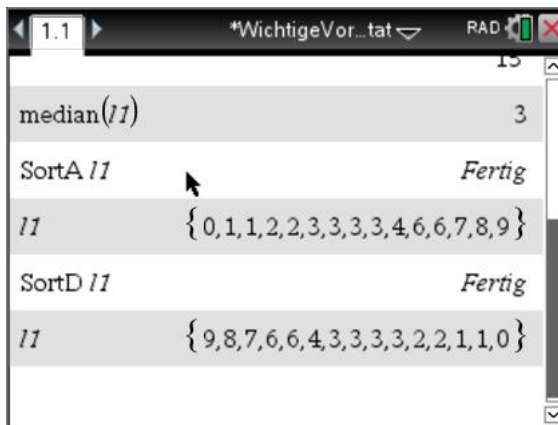 1.1 *WichtigeVor...tat RAD
15
median(l1) 3
SortA l1 Fertig
l1 {0,1,1,2,2,3,3,3,3,4,6,6,7,8,9}
SortD l1 Fertig
l1 {9,8,7,6,6,4,3,3,3,3,2,2,1,1,0}